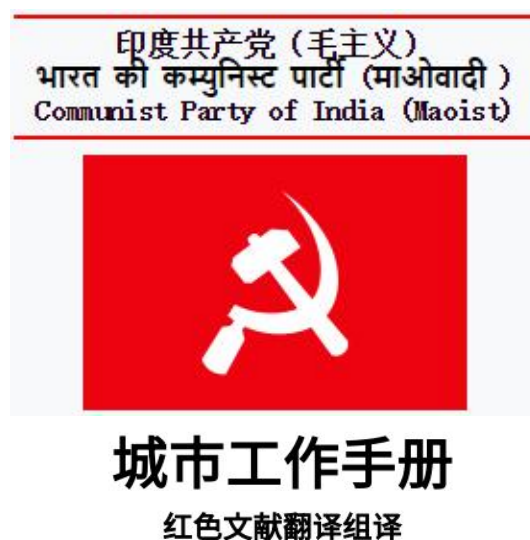 印度共产党（毛主义）
भारत की कम्युनिस्ट पार्टी (माओवादी )
Communist Party of India (Maoist)
城市工作手册
红色文献翻译组译